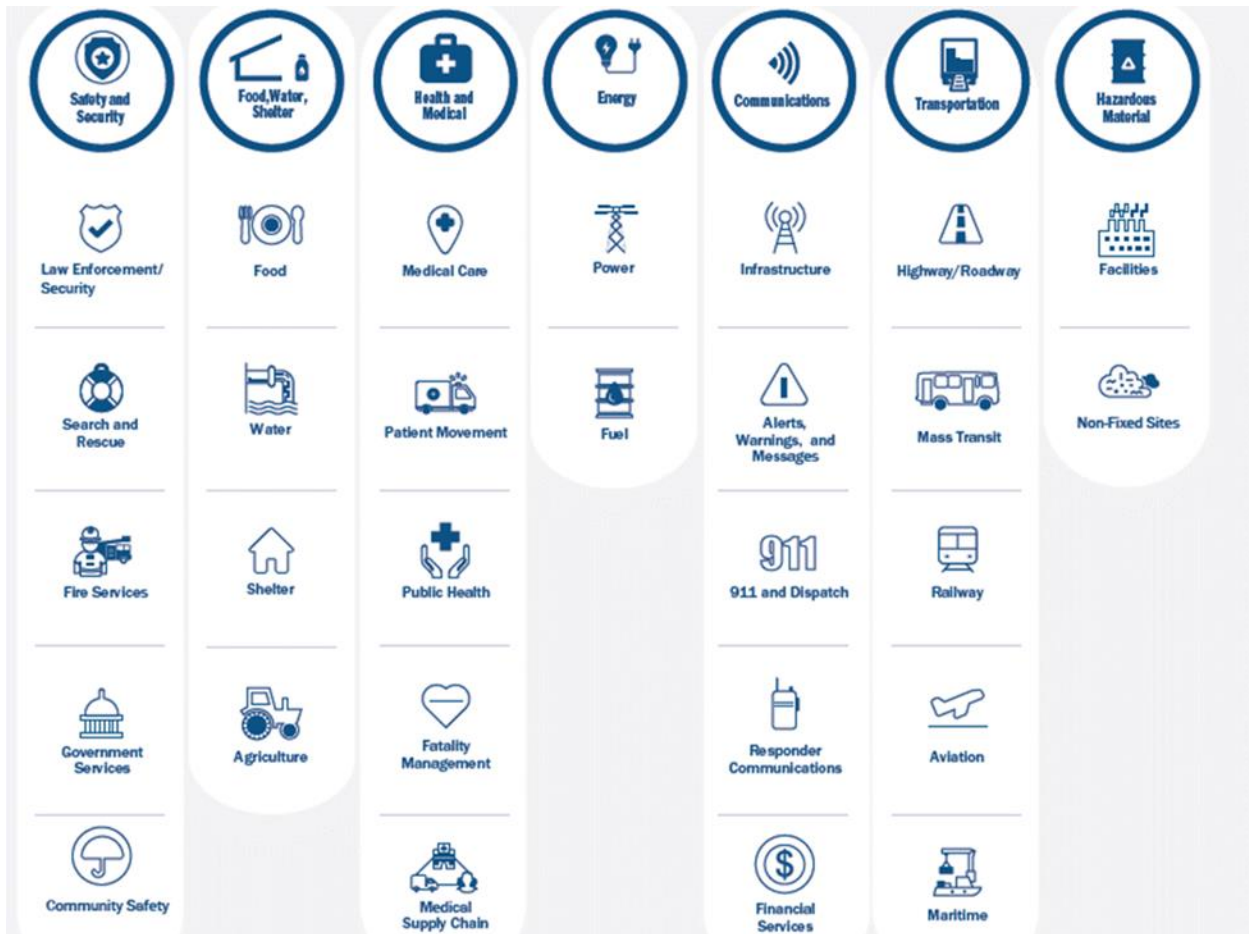 Safety and
Security
Food,Water,
Shelter
Health and
Medical
Energy
Communications
Transportation
Hazardous
Material
Law Enforcement/
Security
Food
Medical Care
Power
Infrastructure
Highway/Roadway
Facilities
Search and
Rescue
Water
Patient Movement
Fuel
Alerts,
Warnings, and
Messages
Mass Transit
Non-Fixed Sites
Fire Services
Shelter
Public Health
911
911 and Dispatch
Railway
Government
Services
Agriculture
Fatality
Management
Responder
Communications
Aviation
Community Safety
Medical
Supply Chain
$
Financial
Services
Maritime